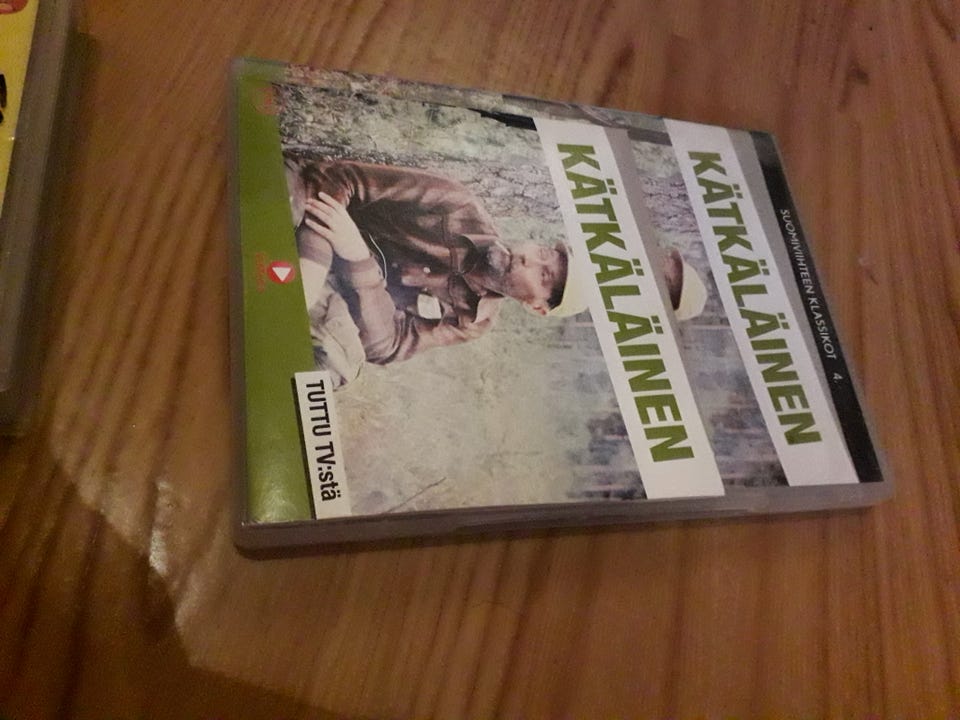 SUOMIVIIHTEEN KLASSIKOT 4.
KÄTKÄLÄINEN
KÄTKÄLÄINEN
TUTTU TV:stä